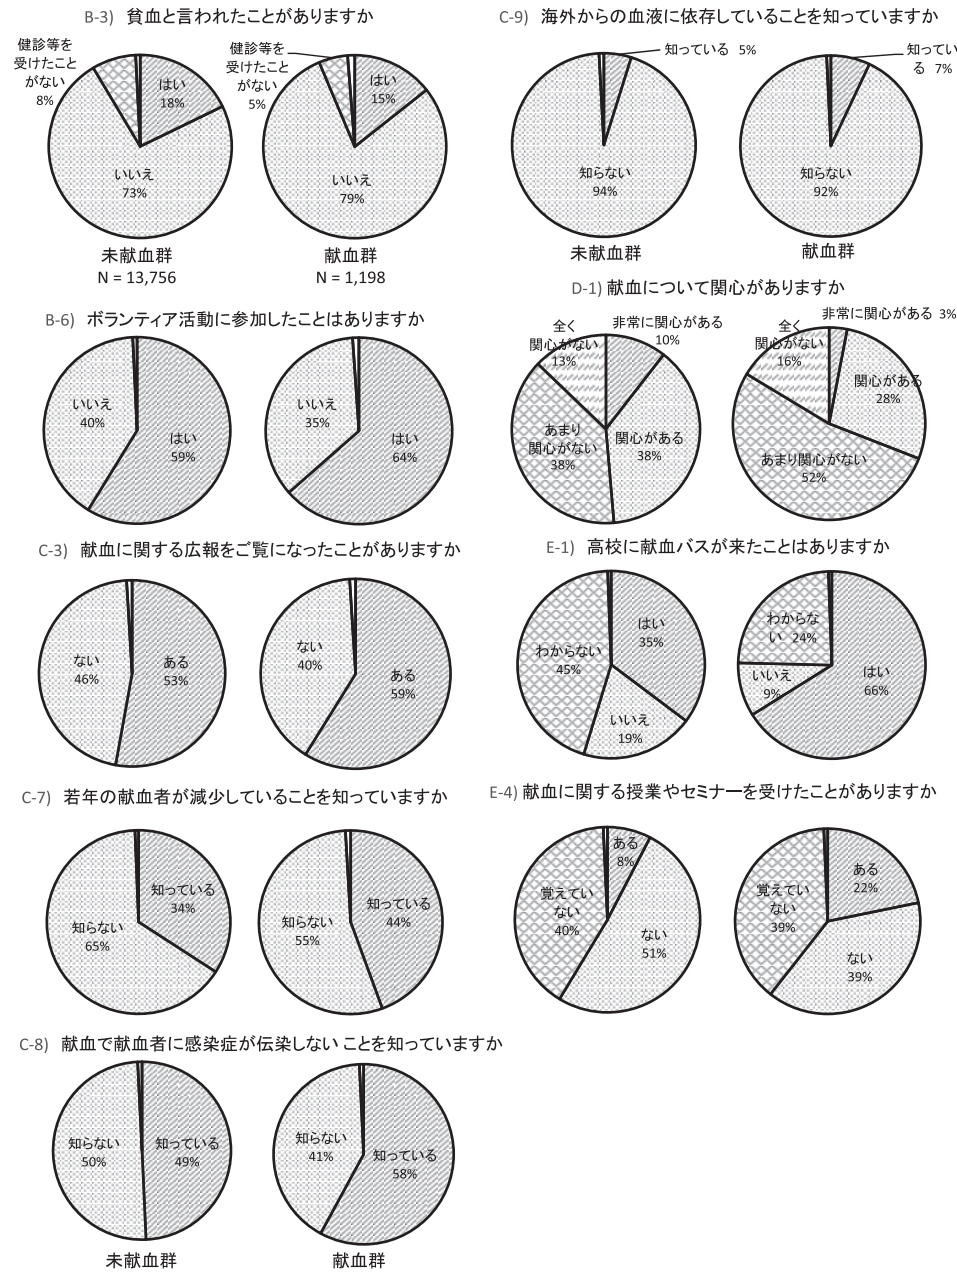 B-3) 貧血と言われたことがありますか
健診等を
受けたこと
がない
8%
はい
18%
いいえ
73%
未献血群
N = 13,756
健診等を
受けたこと
がない
5%
はい
15%
いいえ
79%
献血群
N = 1,198
B-6) ボランティア活動に参加したことはありますか
いいえ
40%
はい
59%
いいえ
35%
はい
64%
C-3) 献血に関する広報をご覧になったことがありますか
ない
46%
ある
53%
ない
40%
ある
59%
C-7) 若年の献血者が減少していることを知っていますか
知っている
34%
知らない
65%
知らない
55%
知っている
44%
C-8) 献血で献血者に感染症が伝染しない ことを知っていますか
知らない
50%
知っている
49%
未献血群
知らない
41%
知っている
58%
献血群
C-9) 海外からの血液に依存していることを知っていますか
知っている 5%
知らない
94%
未献血群
知ってい
る 7%
知らない
92%
献血群
D-1) 献血について関心がありますか
全く
関心がない
13%
非常に関心がある
10%
あまり
関心がない
38%
関心がある
38%
全く
関心がない
16%
非常に関心がある 3%
関心がある
28%
あまり関心がない
52%
E-1) 高校に献血バスが来たことはありますか
はい
35%
わからない
45%
いいえ
19%
わからな
い 24%
いいえ
9%
はい
66%
E-4) 献血に関する授業やセミナーを受けたことがありますか
ある
8%
覚えてい
ない
40%
ない
51%
ある
22%
覚えてい
ない
39%
ない
39%